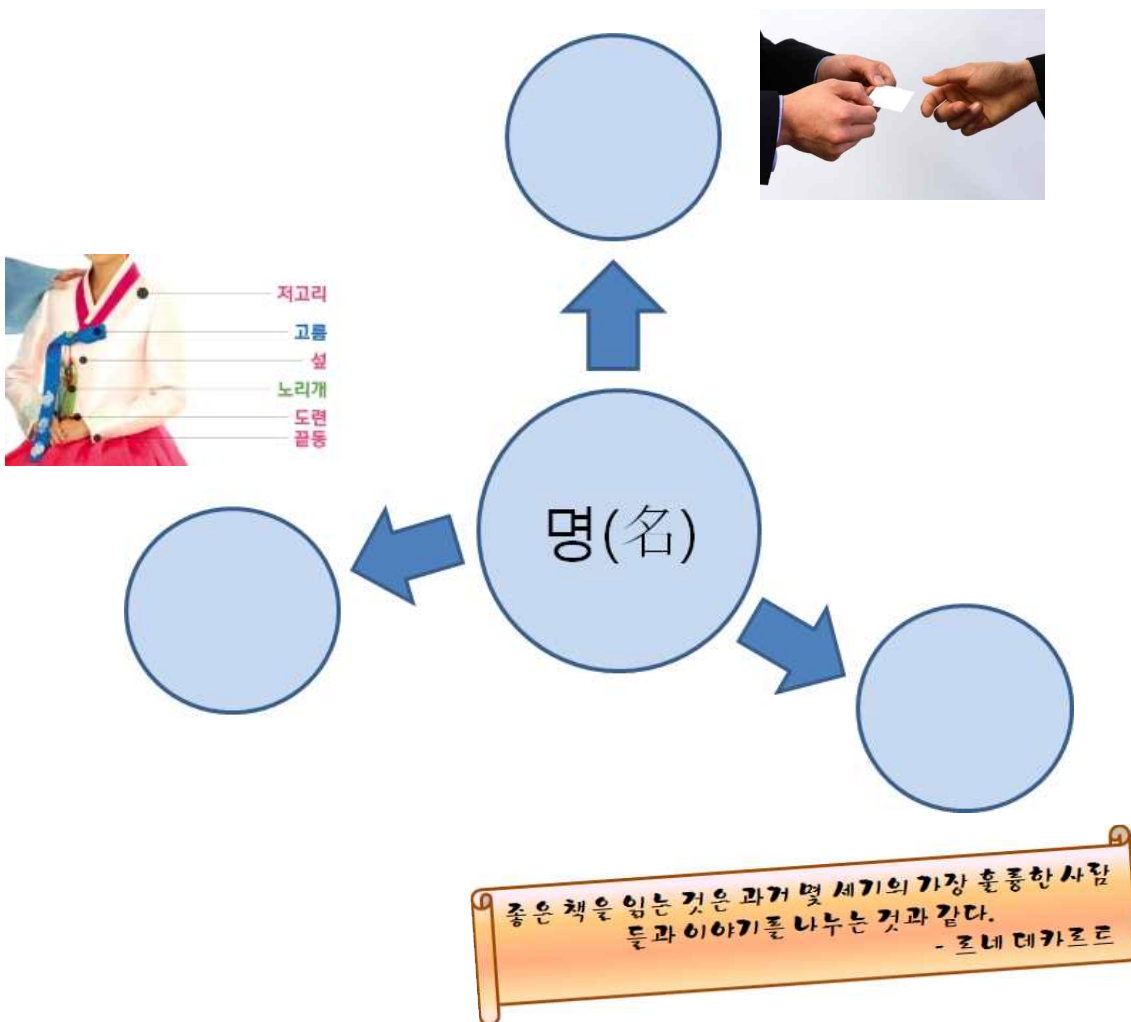 저고리
고름
섶
노리개
도련
끝동
명(名)
좋은 책을 읽는 것은 과거 몇 세기의 가장 훌륭한 사람
들과 이야기를 나누는 것과 같다.
- 르네 데카르트